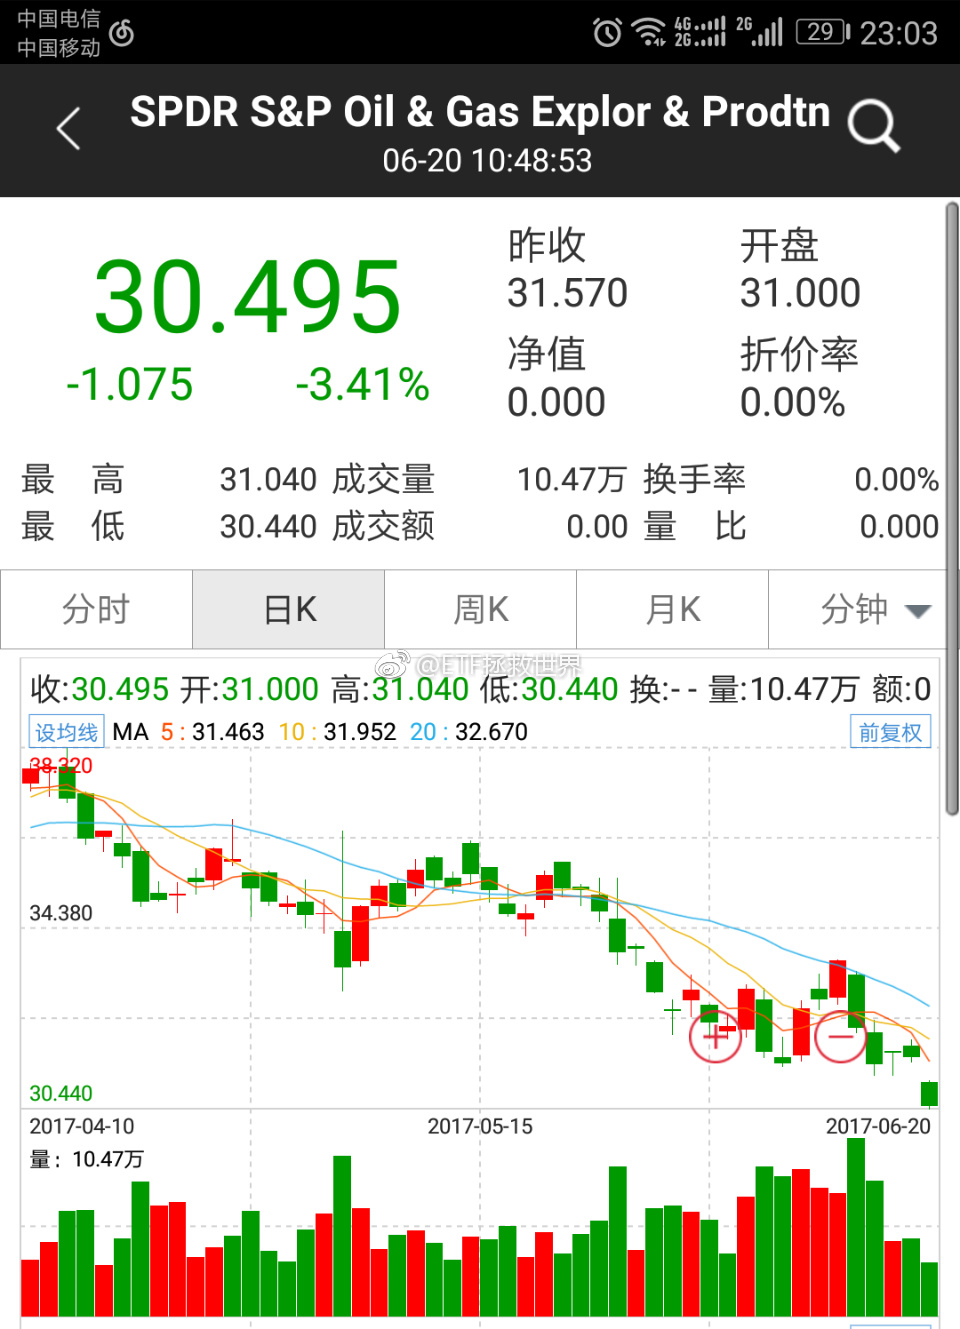 中国电信
中国移动
4G
2G
2G
29
23:03
SPDR S&P Oil & Gas Explor & Prodtn
06-20 10:48:53
30.495
-1.075 -3.41%
昨收 开盘
31.570 31.000
净值 折价率
0.000 0.00%
最高 31.040 成交量 10.47万 换手率 0.00%
最低 30.440 成交额 0.00 量比 0.000
分时 日K 周K 月K 分钟
@ETF拯救世界
收:30.495 开:31.000 高:31.040 低:30.440 换:-- 量:10.47万 额:0
设均线 MA 5:31.463 10:31.952 20:32.670 前复权
38.320
34.380
30.440
2017-04-10 2017-05-15 2017-06-20
量: 10.47万